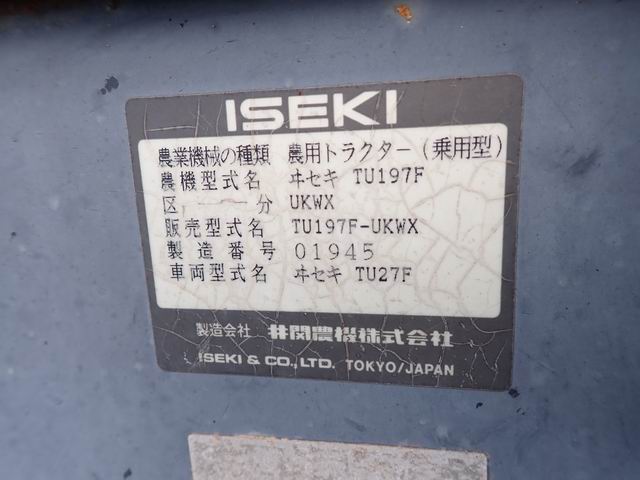 ISEKI
農業機械の種類 農用トラクター(乗用型)
農機型式名 ヰセキ TU197F
区分 UKWX
販売型式名 TU197F-UKWX
製造番号 01945
車両型式名 ヰセキ TU27F
製造会社 井関農機株式会社
ISEKI & CO.,LTD. TOKYO/JAPAN